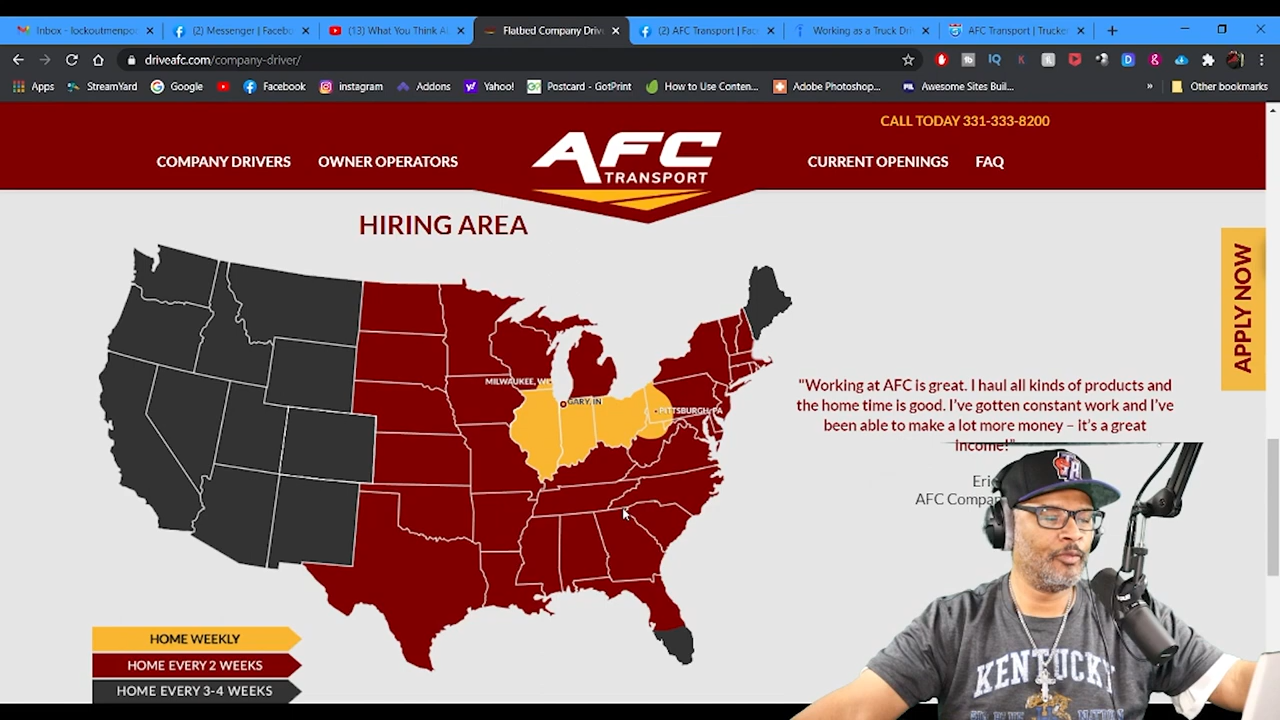 Inbox - lockoutmenpo
(2) Messenger | Facebo
(13) What You Think A
Flatbed Company Driv
(2) AFC Transport | Fac
Working as a Truck Dri
AFC Transport | Trucke
driveafc.com/company-driver/
Apps
StreamYard
Google
Facebook
instagram
Addons
Yahoo!
Postcard - GotPrint
How to Use Conten...
Adobe Photoshop...
Awesome Sites Buil...
»
Other bookmarks
CALL TODAY 331-333-8200
COMPANY DRIVERS
OWNER OPERATORS
AFC
TRANSPORT
CURRENT OPENINGS
FAQ
HIRING AREA
APPLY NOW
MILWAUKEE, WI
GARY, IN
PITTSBURGH, PA
"Working at AFC is great. I haul all kinds of products and
the home time is good. I've gotten constant work and I've
been able to make a lot more money – it's a great
income!"
Eric
AFC Compan
HOME WEEKLY
HOME EVERY 2 WEEKS
HOME EVERY 3-4 WEEKS
KENTUCKY